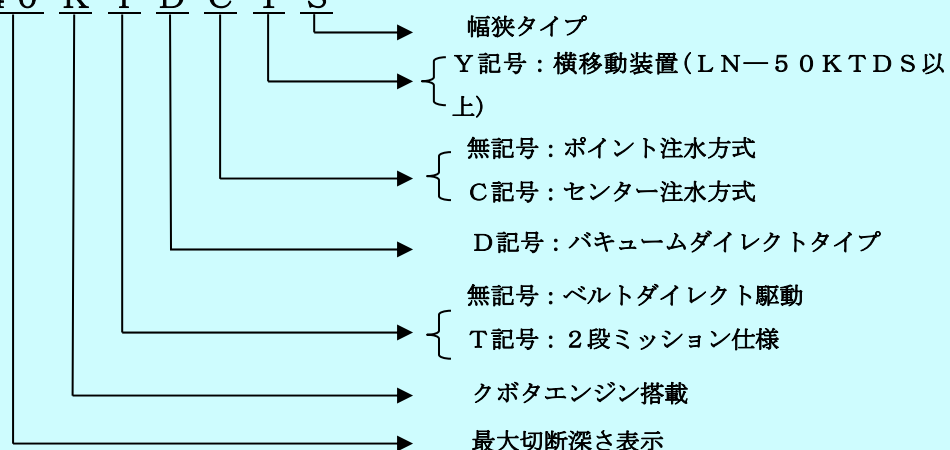 K T D C Y S
幅狭タイプ
Y記号：横移動装置(LN―50KTDS以
上)
無記号：ポイント注水方式
C記号：センター注水方式
D記号：バキュームダイレクトタイプ
無記号：ベルトダイレクト駆動
T記号：2段ミッション仕様
クボタエンジン搭載
最大切断深さ表示